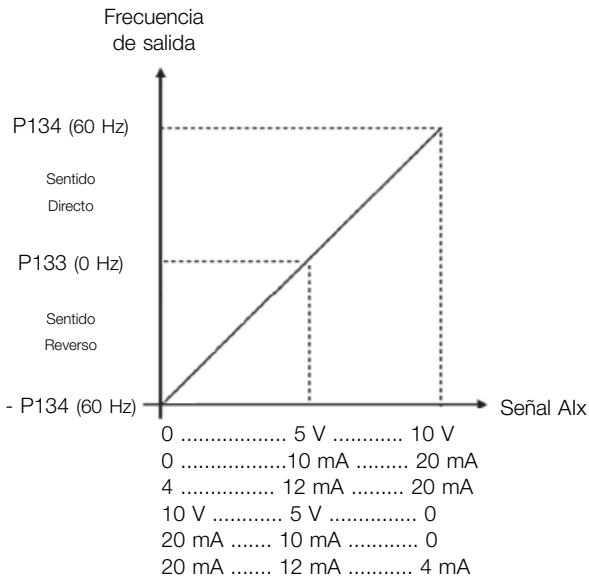 Frecuencia
de salida
P134 (60 Hz)
Sentido
Directo
P133 (0 Hz)
Sentido
Reverso
- P134 (60 Hz)
Señal Alx
0 .................. 5 V ............ 10 V
0 ..................10 mA ......... 20 mA
4 ................ 12 mA ......... 20 mA
10 V ............ 5 V ............... 0
20 mA ....... 10 mA ............ 0
20 mA ....... 12 mA ........... 4 mA